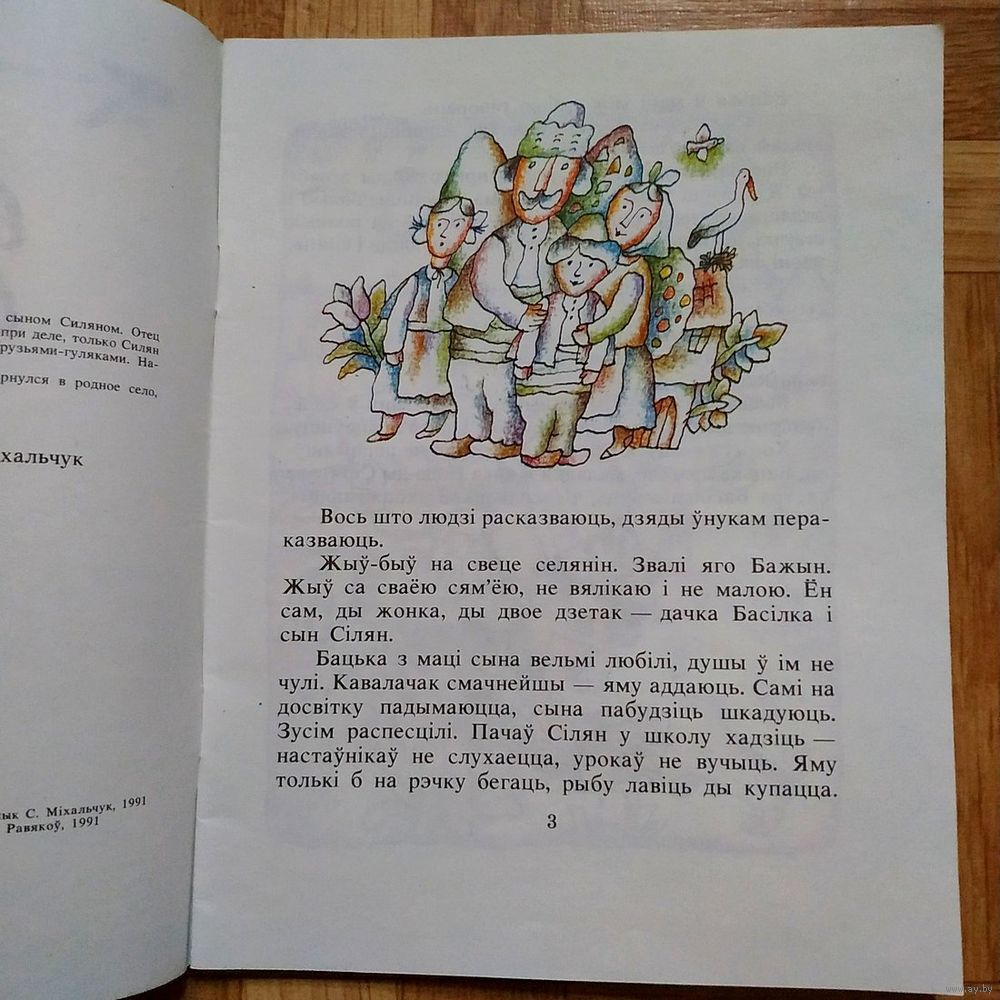 сыном Силяном. Отец
при деле, только Силян
рузьями-гуляками. На-
рнулся в родное село,
хальчук
ык С. Міхальчук, 1991
Равякоў, 1991
Вось што людзі расказваюць, дзяды ўнукам пера-
казваюць.
Жыў-быў на свеце селянін. Звалі яго Бажын.
Жыў са сваёю сям’ёю, не вялікаю і не малою. Ён
сам, ды жонка, ды двое дзетак — дачка Басілка і
сын Сілян.
Бацька з маці сына вельмі любілі, душы ў ім не
чулі. Кавалачак смачнейшы — яму аддаюць. Самі на
досвітку падымаюцца, сына пабудзіць шкадуюць.
Зусім распесцілі. Пачаў Сілян у школу хадзіць —
настаўнікаў не слухаецца, урокаў не вучыць. Яму
толькі б на рэчку бегаць, рыбу лавіць ды купацца.
3
www.ay.by